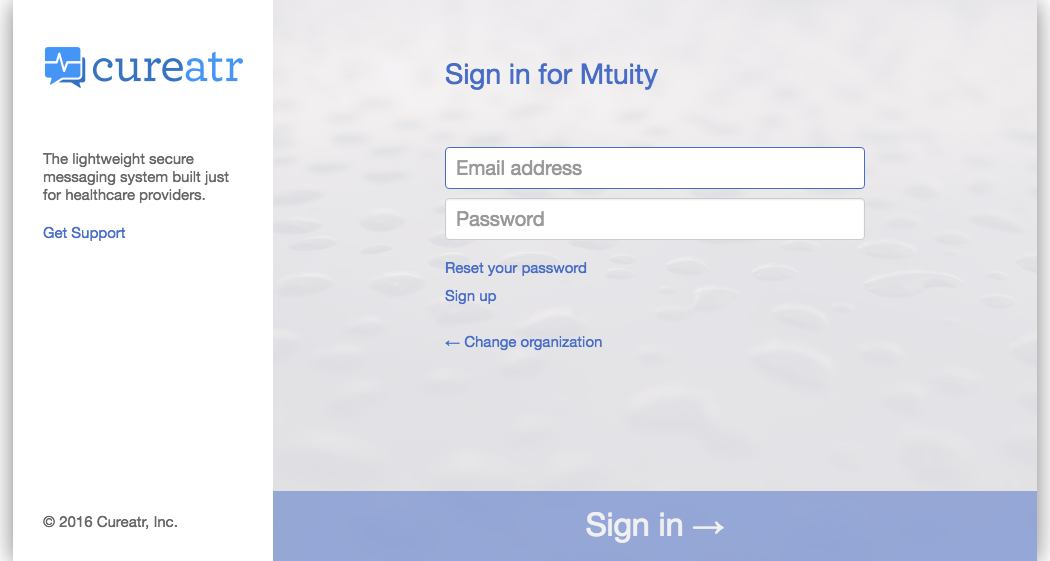 cureatr
The lightweight secure
messaging system built just
for healthcare providers.
Get Support
© 2016 Cureatr, Inc.
Sign in for Mtuity
Email address
Password
Reset your password
Sign up
← Change organization
Sign in →